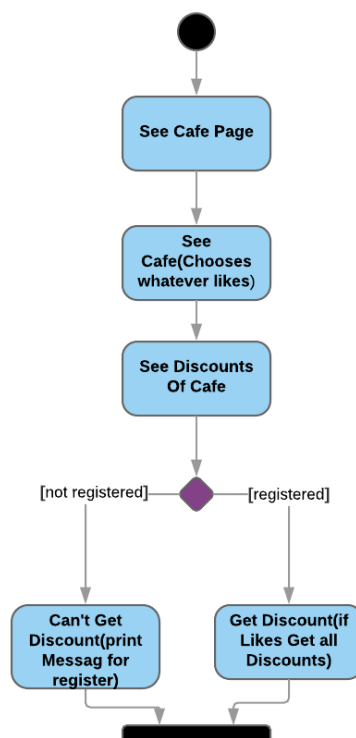 See Cafe Page
See
Cafe(Chooses
whatever likes)
See Discounts
Of Cafe
[not registered]
[registered]
Can't Get
Discount(print
Messag for
register)
Get Discount(if
Likes Get all
Discounts)